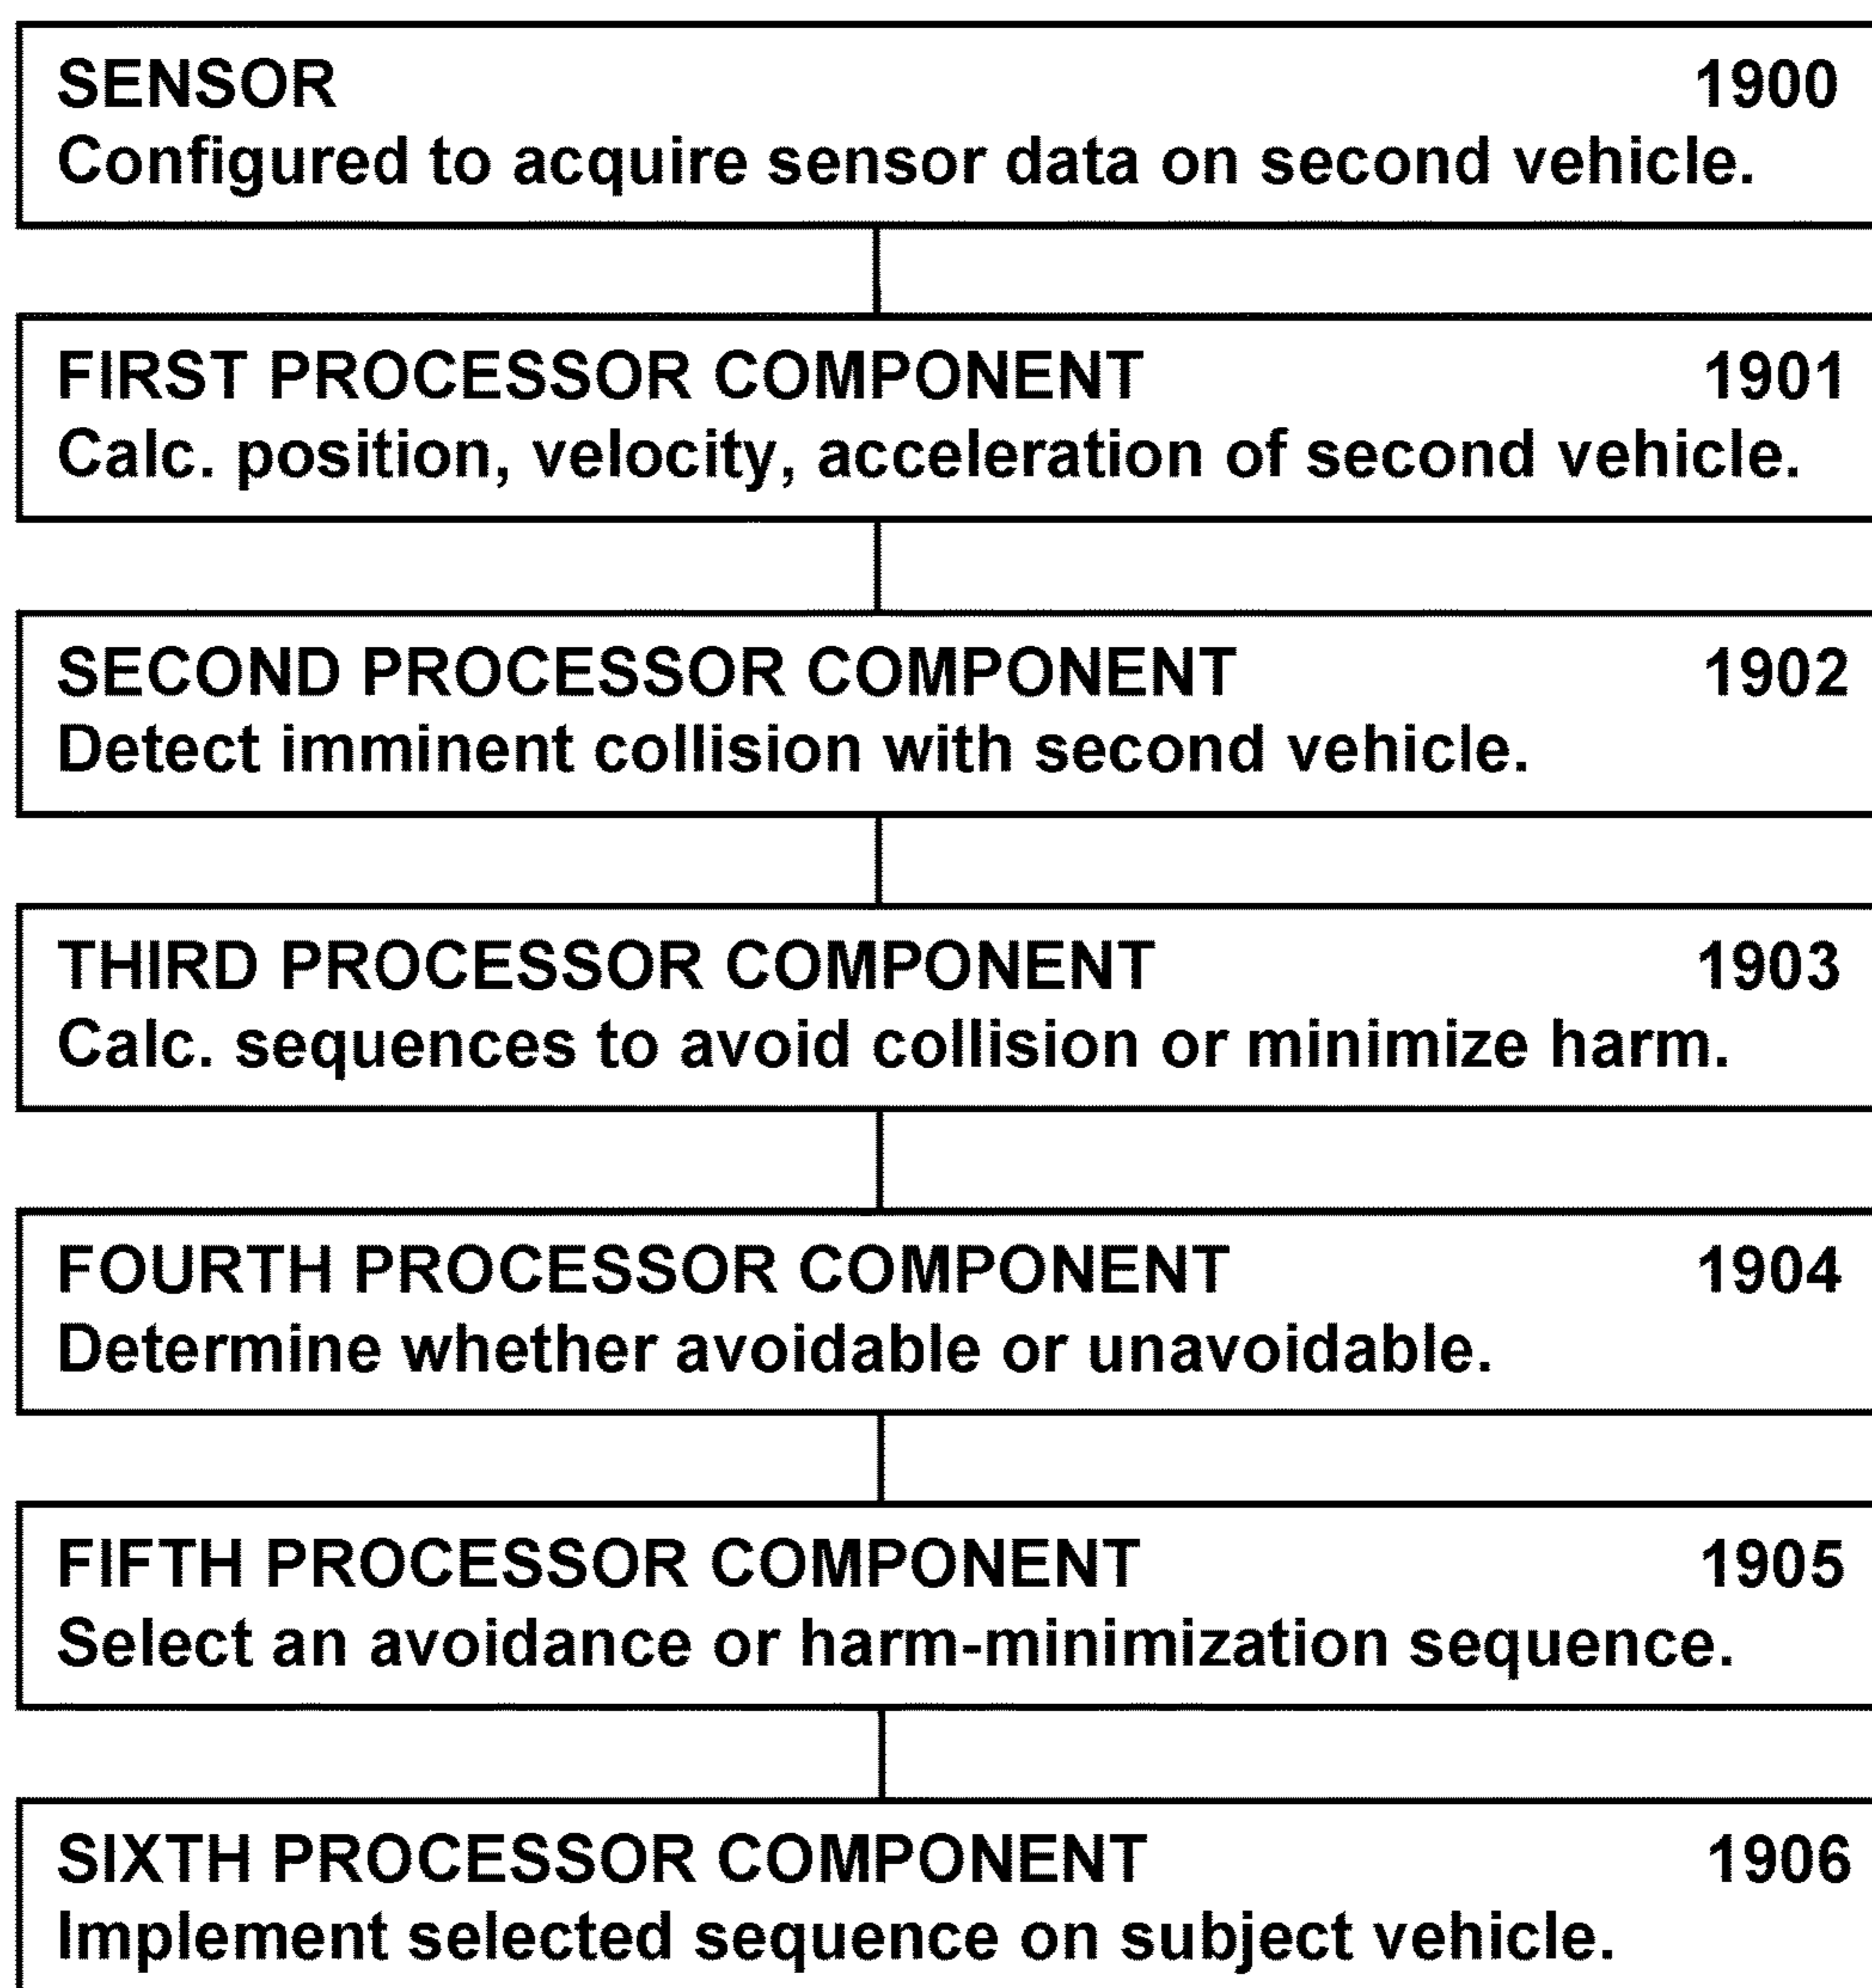 SENSOR 1900
Configured to acquire sensor data on second vehicle.
FIRST PROCESSOR COMPONENT 1901
Calc. position, velocity, acceleration of second vehicle.
SECOND PROCESSOR COMPONENT 1902
Detect imminent collision with second vehicle.
THIRD PROCESSOR COMPONENT 1903
Calc. sequences to avoid collision or minimize harm.
FOURTH PROCESSOR COMPONENT 1904
Determine whether avoidable or unavoidable.
FIFTH PROCESSOR COMPONENT 1905
Select an avoidance or harm-minimization sequence.
SIXTH PROCESSOR COMPONENT 1906
Implement selected sequence on subject vehicle.